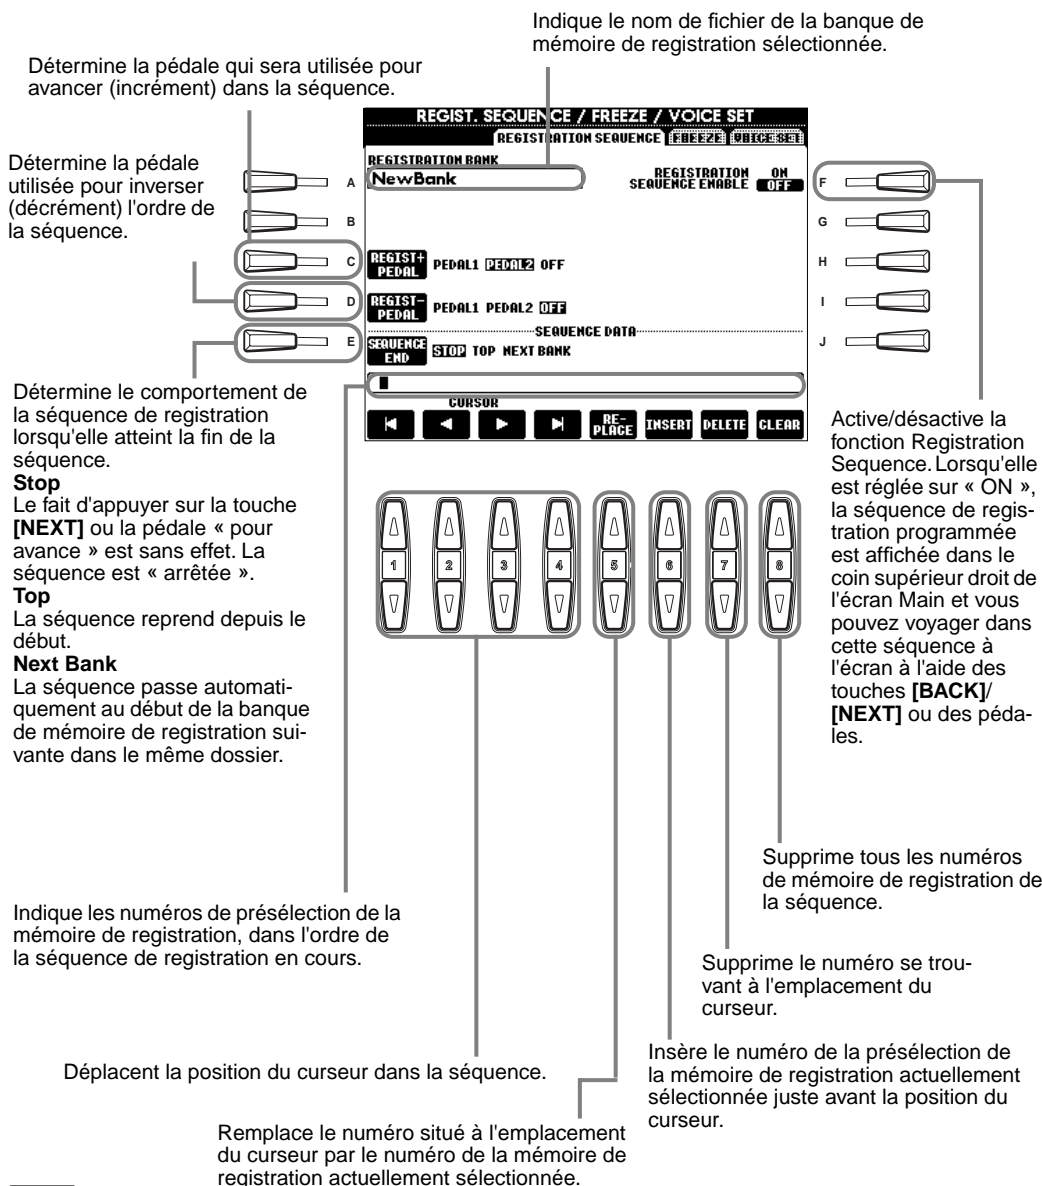 Indique le nom de fichier de la banque de
mémoire de registration sélectionnée.
Détermine la pédale qui sera utilisée pour
avancer (incrément) dans la séquence.
Détermine la pédale
utilisée pour inverser
(décrément) l'ordre de
la séquence.
REGIST. SEQUENCE / FREEZE / VOICE SET
REGISTRATION SEQUENCE FREEZE VOICE SET
REGISTRATION BANK
NewBank
REGISTRATION ON
SEQUENCE ENABLE OFF
A
B
C
D
E
F
G
H
I
J
REGIST+
PEDAL PEDAL1 PEDAL2 OFF
REGIST-
PEDAL PEDAL1 PEDAL2 OFF
SEQUENCE DATA
SEQUENCE
END STOP TOP NEXT BANK
CURSOR
RE-
PLACE INSERT DELETE CLEAR
1 2 3 4 5 6 7 8
Détermine le comportement de
la séquence de registration
lorsqu'elle atteint la fin de la
séquence.
Stop
Le fait d'appuyer sur la touche
[NEXT] ou la pédale « pour
avance » est sans effet. La
séquence est « arrêtée ».
Top
La séquence reprend depuis le
début.
Next Bank
La séquence passe automati-
quement au début de la banque
de mémoire de registration sui-
vante dans le même dossier.
Active/désactive la
fonction Registration
Sequence. Lorsqu'elle
est réglée sur « ON »,
la séquence de regis-
tration programmée
est affichée dans le
coin supérieur droit de
l'écran Main et vous
pouvez voyager dans
cette séquence à
l'écran à l'aide des
touches [BACK]/
[NEXT] ou des péda-
les.
Supprime tous les numéros
de mémoire de registration de
la séquence.
Indique les numéros de présélection de la
mémoire de registration, dans l'ordre de
la séquence de registration en cours.
Supprime le numéro se trou-
vant à l'emplacement du
curseur.
Déplacent la position du curseur dans la séquence.
Insère le numéro de la présélection de
la mémoire de registration actuellement
sélectionnée juste avant la position du
curseur.
Remplace le numéro situé à l'emplacement
du curseur par le numéro de la mémoire de
registration actuellement sélectionnée.